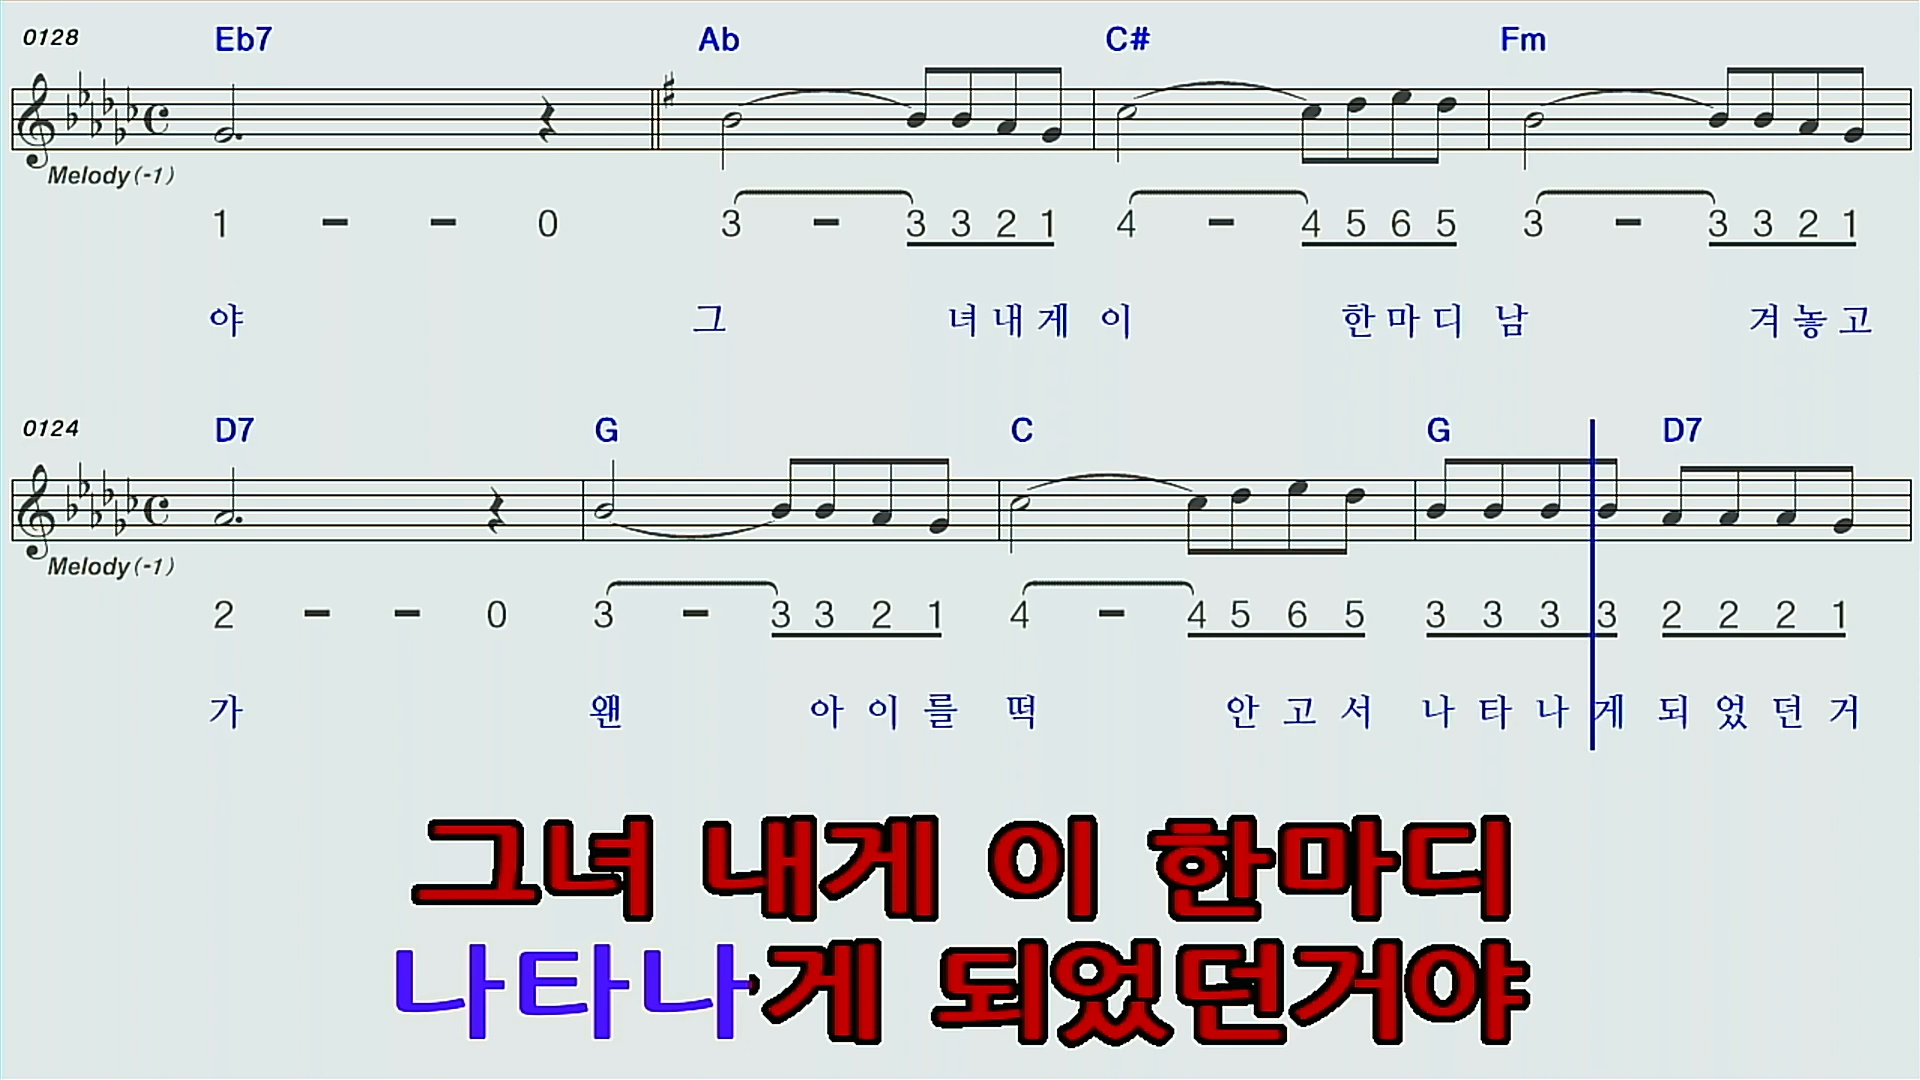 0128 Eb7 Ab C# Fm
Melody(-1)
1 - - 0 3 - 3 3 2 1 4 - 4 5 6 5 3 - 3 3 2 1
야 그 녀 내 게 이 한 마 디 남 겨 놓 고
0124 D7 G C G D7
Melody(-1)
2 - - 0 3 - 3 3 2 1 4 - 4 5 6 5 3 3 3 3 2 2 2 1
가 왠 아 이 를 떡 안 고 서 나 타 나 게 되 었 던 거
그녀 내게 이 한마디
나타나게 되었던거야